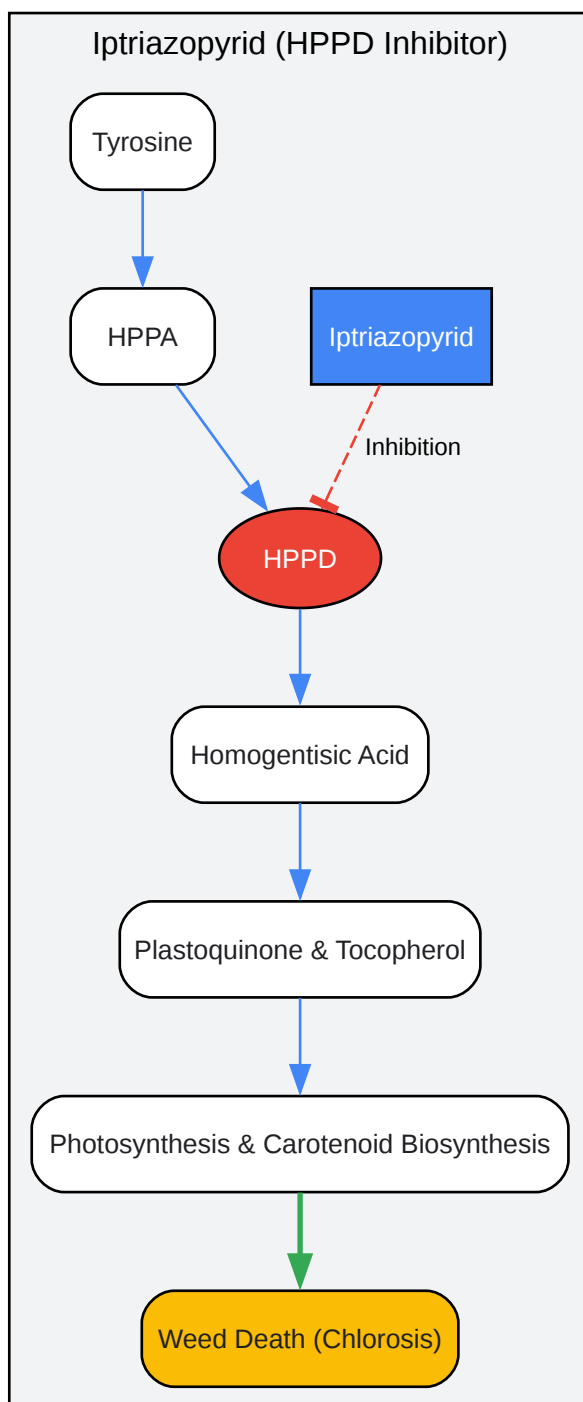 Iptriazopyrid (HPPD Inhibitor)
Tyrosine
HPPA
Iptriazopyrid
Inhibition
HPPD
Homogentisic Acid
Plastoquinone & Tocopherol
Photosynthesis & Carotenoid Biosynthesis
Weed Death (Chlorosis)